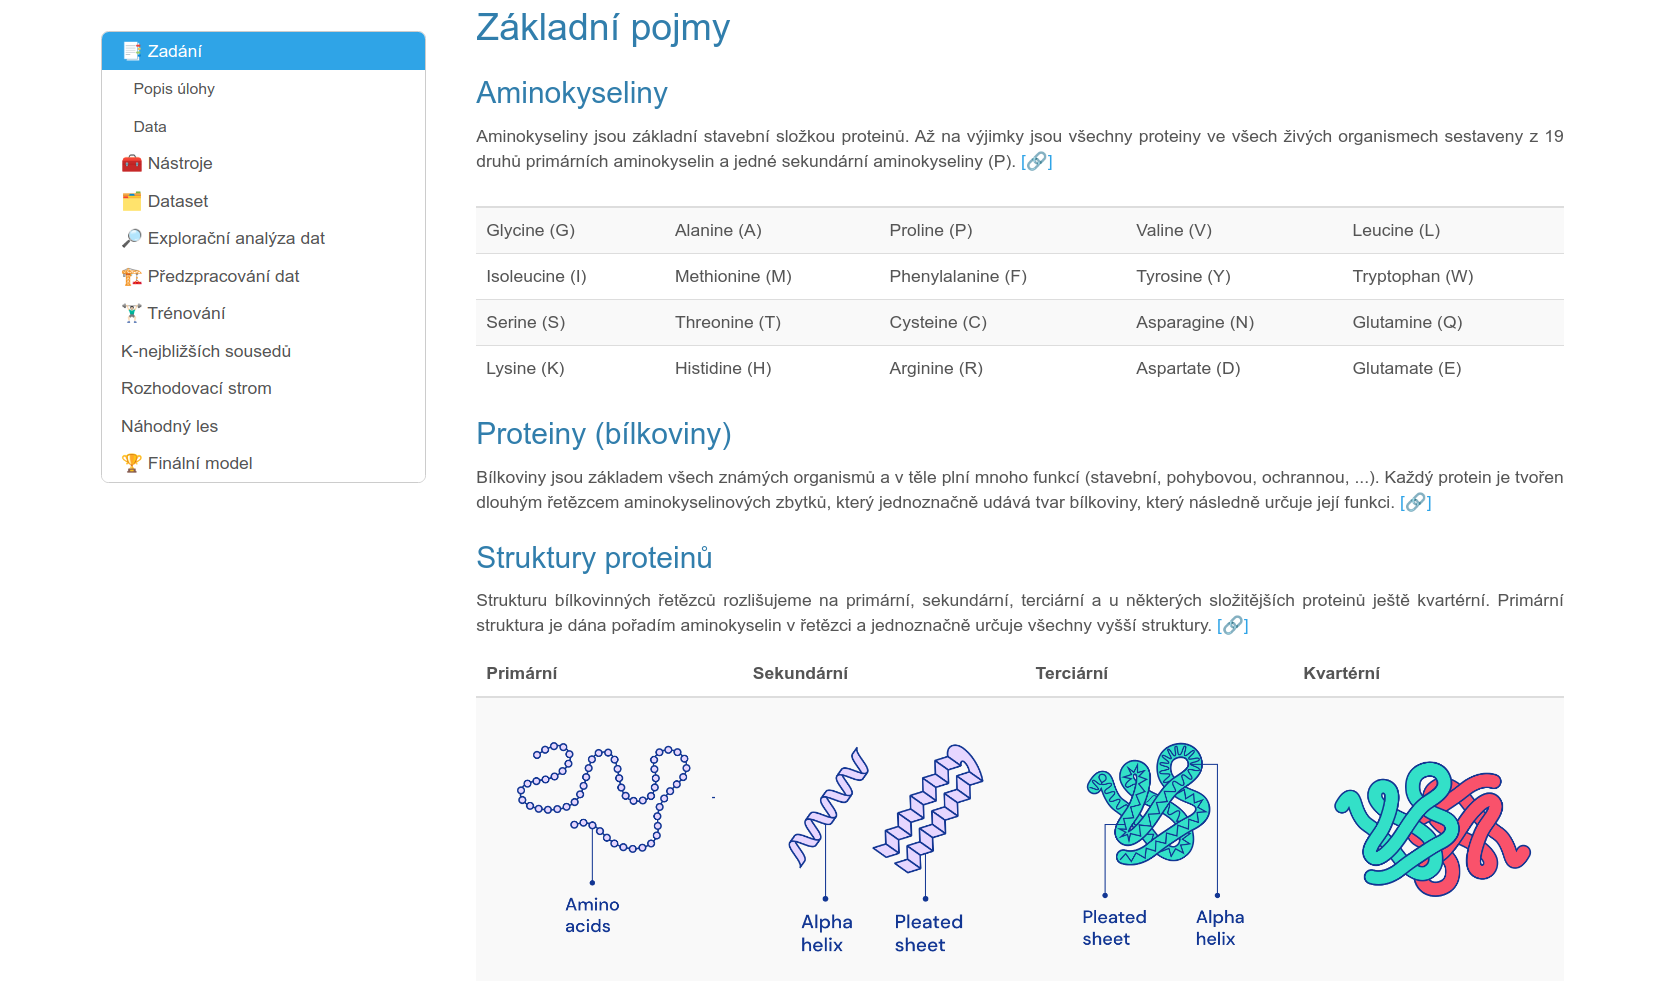 📑 Zadání
Popis úlohy
Data
🧰 Nástroje
🗂️ Dataset
🔎 Explorační analýza dat
🏗️ Předzpracování dat
🏋️ Trénování
K-nejbližších sousedů
Rozhodovací strom
Náhodný les
🏆 Finální model
Základní pojmy
Aminokyseliny
Aminokyseliny jsou základní stavební složkou proteinů. Až na výjimky jsou všechny proteiny ve všech živých organismech sestaveny z 19
druhů primárních aminokyselin a jedné sekundární aminokyseliny (P). [🔗]
Glycine (G) Alanine (A) Proline (P) Valine (V) Leucine (L)
Isoleucine (I) Methionine (M) Phenylalanine (F) Tyrosine (Y) Tryptophan (W)
Serine (S) Threonine (T) Cysteine (C) Asparagine (N) Glutamine (Q)
Lysine (K) Histidine (H) Arginine (R) Aspartate (D) Glutamate (E)
Proteiny (bílkoviny)
Bílkoviny jsou základem všech známých organismů a v těle plní mnoho funkcí (stavební, pohybovou, ochrannou, ...). Každý protein je tvořen
dlouhým řetězcem aminokyselinových zbytků, který jednoznačně udává tvar bílkoviny, který následně určuje její funkci. [🔗]
Struktury proteinů
Strukturu bílkovinných řetězců rozlišujeme na primární, sekundární, terciární a u některých složitějších proteinů ještě kvartérní. Primární
struktura je dána pořadím aminokyselin v řetězci a jednoznačně určuje všechny vyšší struktury. [🔗]
Primární Sekundární Terciární Kvartérní
Amino
acids
Alpha
helix
Pleated
sheet
Pleated
sheet
Alpha
helix